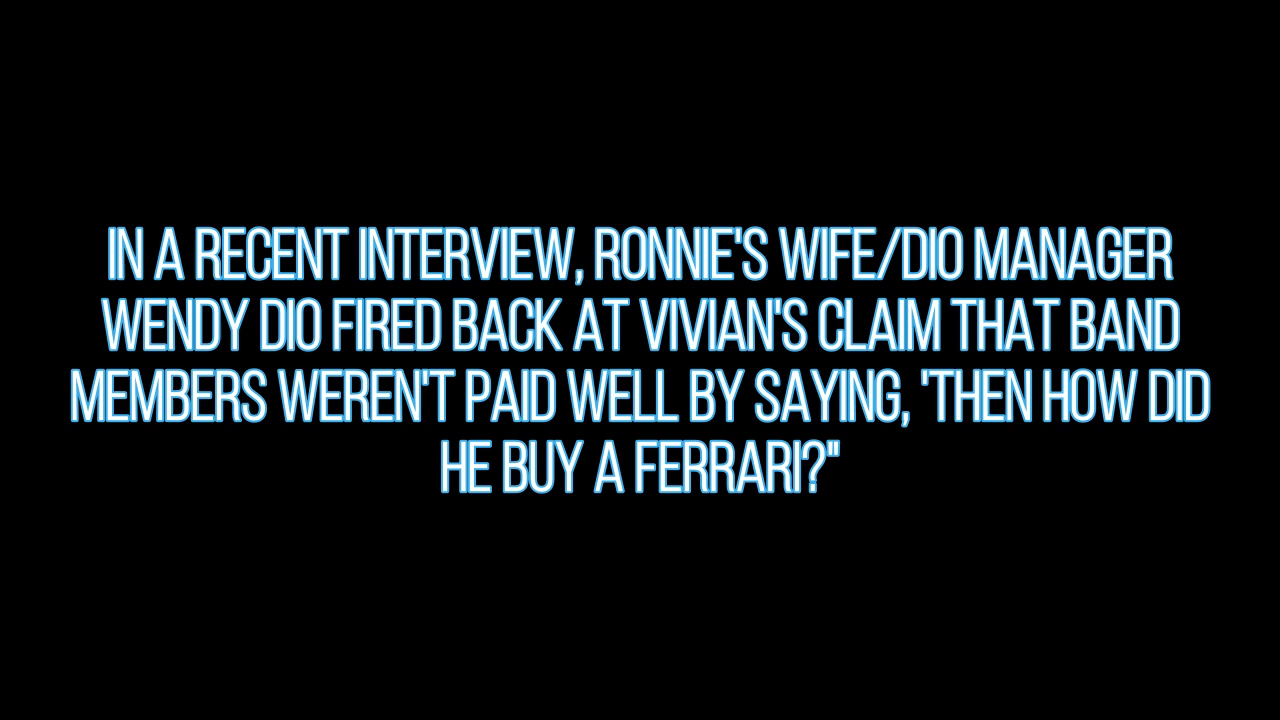 IN A RECENT INTERVIEW, RONNIE'S WIFE/DIO MANAGER
WENDY DIO FIRED BACK AT VIVIAN'S CLAIM THAT BAND
MEMBERS WEREN'T PAID WELL BY SAYING, 'THEN HOW DID
HE BUY A FERRARI?"